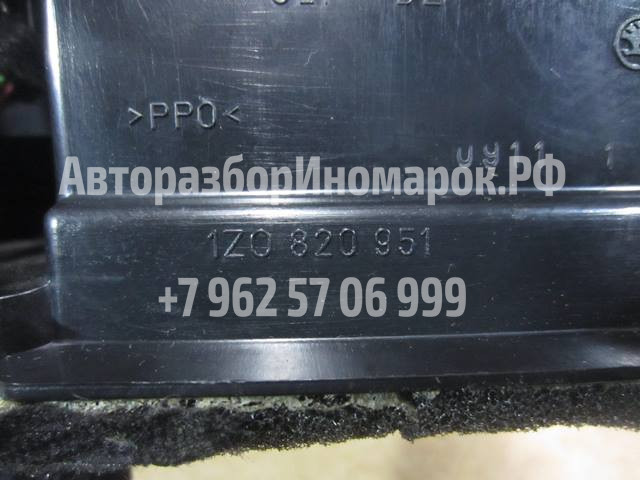 >PPO<
АвторазборИномарок.РФ
1Z0 820 951
+7 962 57 06 999